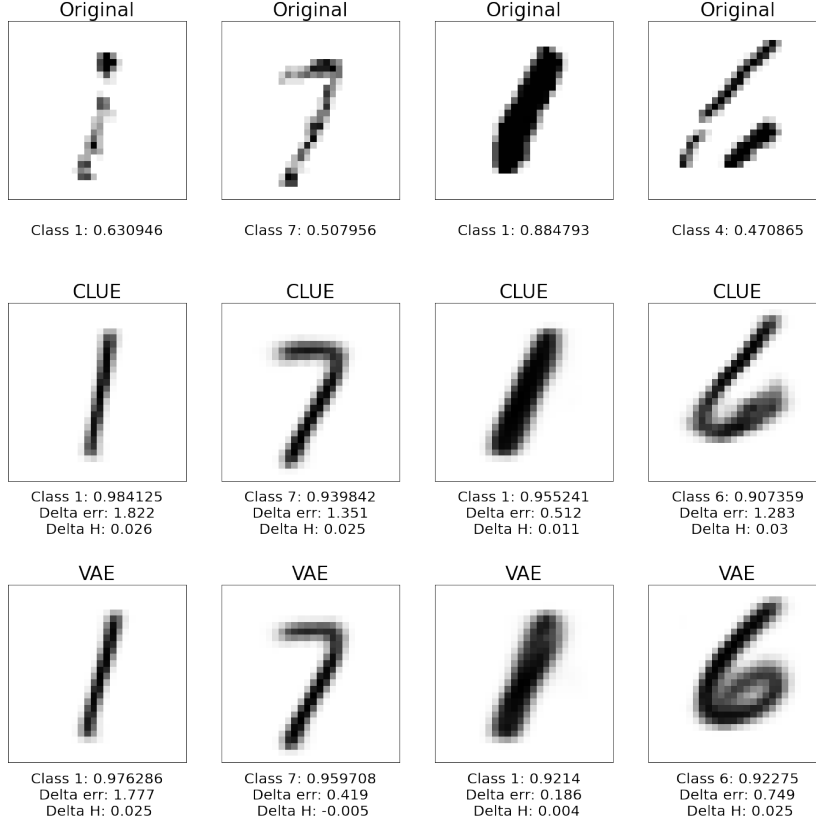 Original Original Original Original
Class 1: 0.630946 Class 7: 0.507956 Class 1: 0.884793 Class 4: 0.470865
CLUE CLUE CLUE CLUE
Class 1: 0.984125 Class 7: 0.939842 Class 1: 0.955241 Class 6: 0.907359
Delta err: 1.822 Delta err: 1.351 Delta err: 0.512 Delta err: 1.283
Delta H: 0.026 Delta H: 0.025 Delta H: 0.011 Delta H: 0.03
VAE VAE VAE VAE
Class 1: 0.976286 Class 7: 0.959708 Class 1: 0.9214 Class 6: 0.92275
Delta err: 1.777 Delta err: 0.419 Delta err: 0.186 Delta err: 0.749
Delta H: 0.025 Delta H: -0.005 Delta H: 0.004 Delta H: 0.025